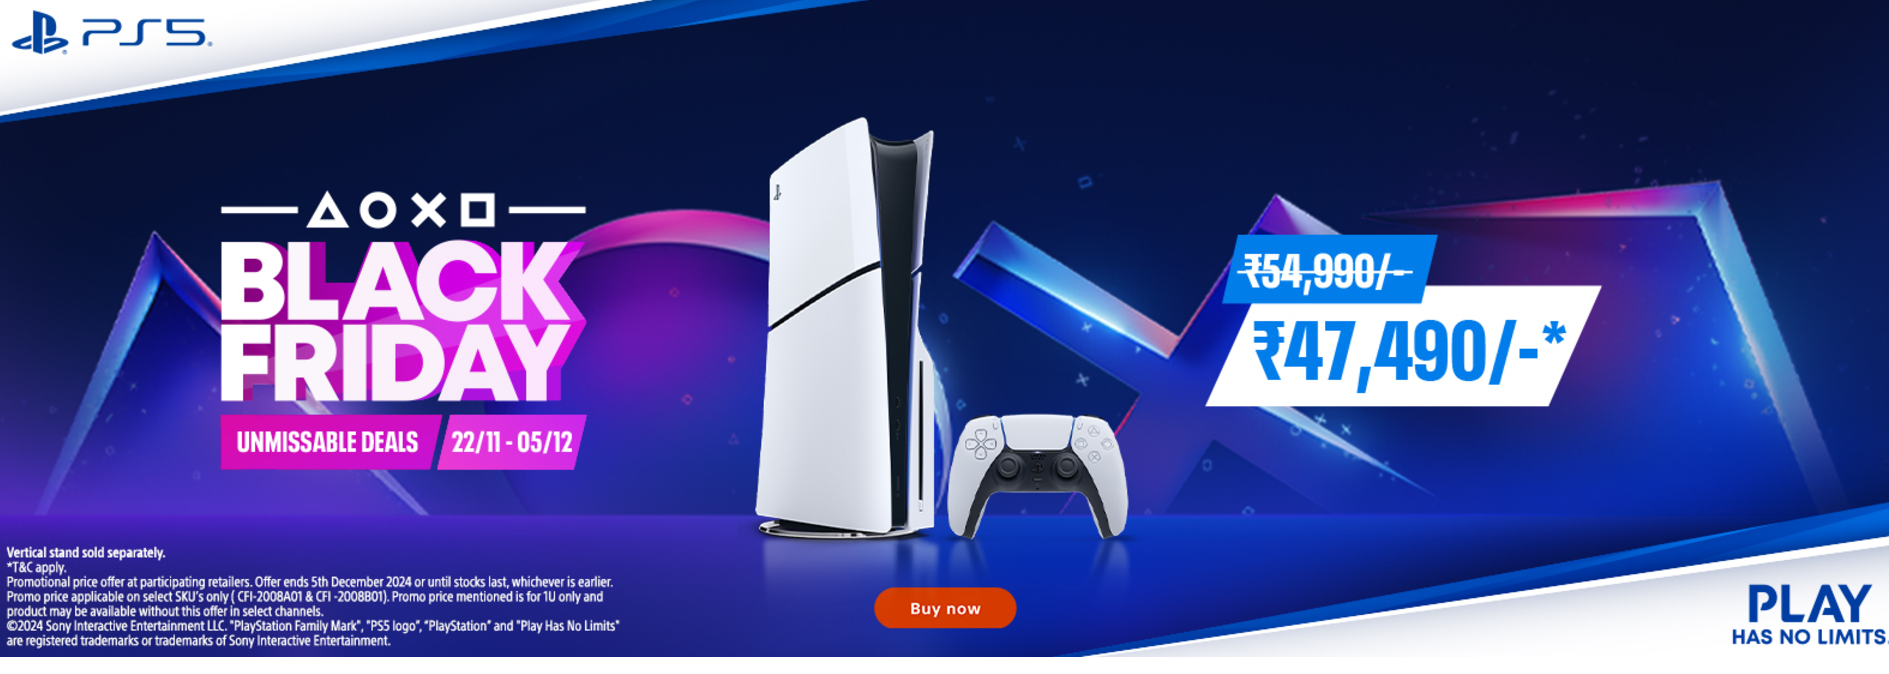 PS5
BLACK
FRIDAY
UNMISSABLE DEALS 22/11 - 05/12
₹54,990/-
₹47,490/-*
Vertical stand sold separately.
*T&C apply.
Promotional price offer at participating retailers. Offer ends 5th December 2024 or until stocks last, whichever is earlier.
Promo price applicable on select SKU's only ( CFI-2008A01 & CFI -2008B01). Promo price mentioned is for 1U only and
product may be available without this offer in select channels.
©2024 Sony Interactive Entertainment LLC. "PlayStation Family Mark", "PS5 logo", "PlayStation" and "Play Has No Limits"
are registered trademarks or trademarks of Sony Interactive Entertainment.
Buy now
PLAY
HAS NO LIMITS.